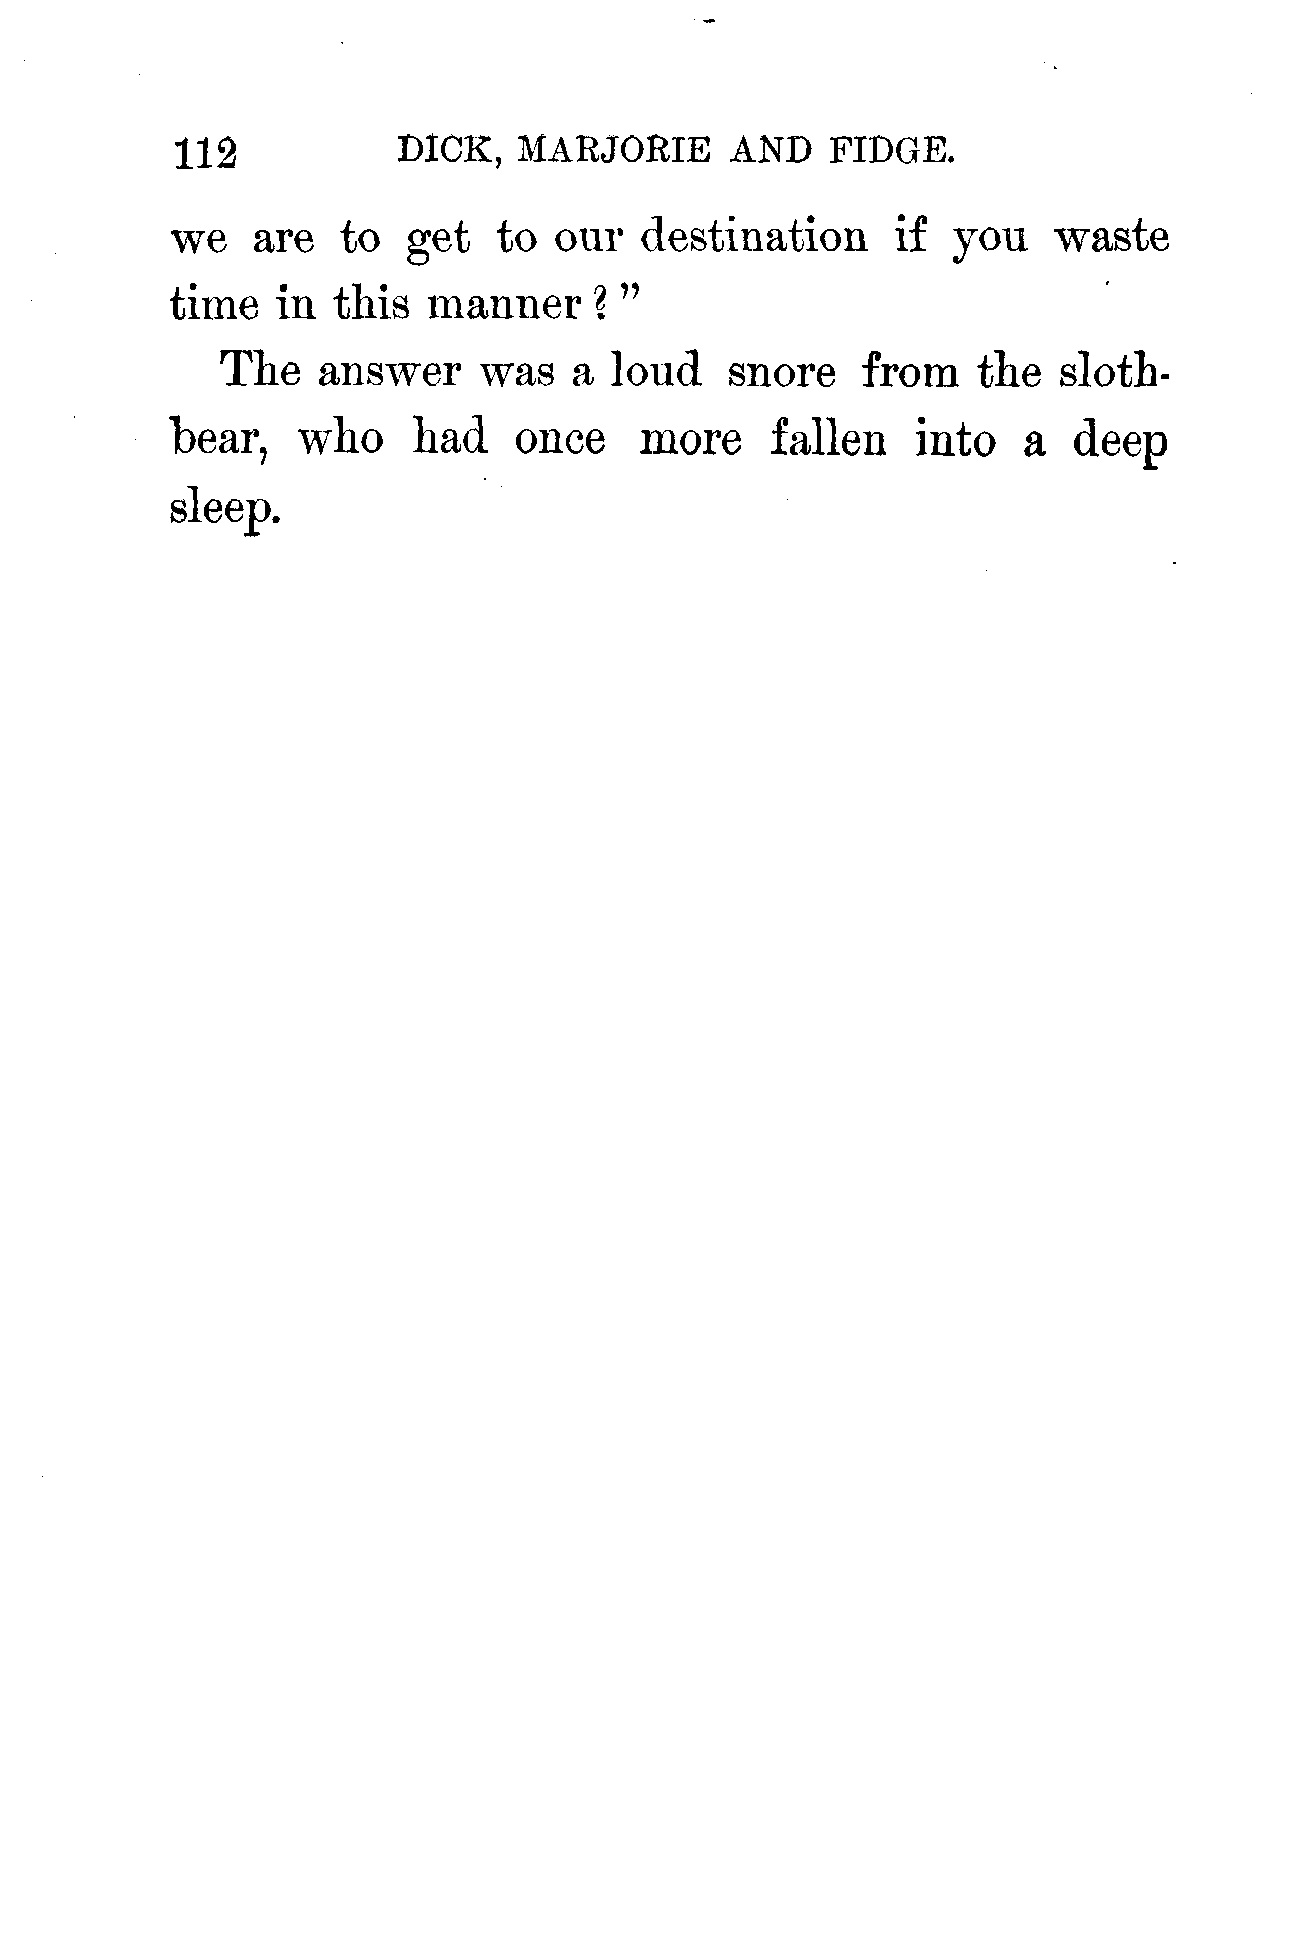 112 DICK, MARJORIE AND FIDGE.
we are to get to our destination if you waste
time in this manner ? ”
The answer was a loud snore from the sloth-
bear, who had once more fallen into a deep
sleep.